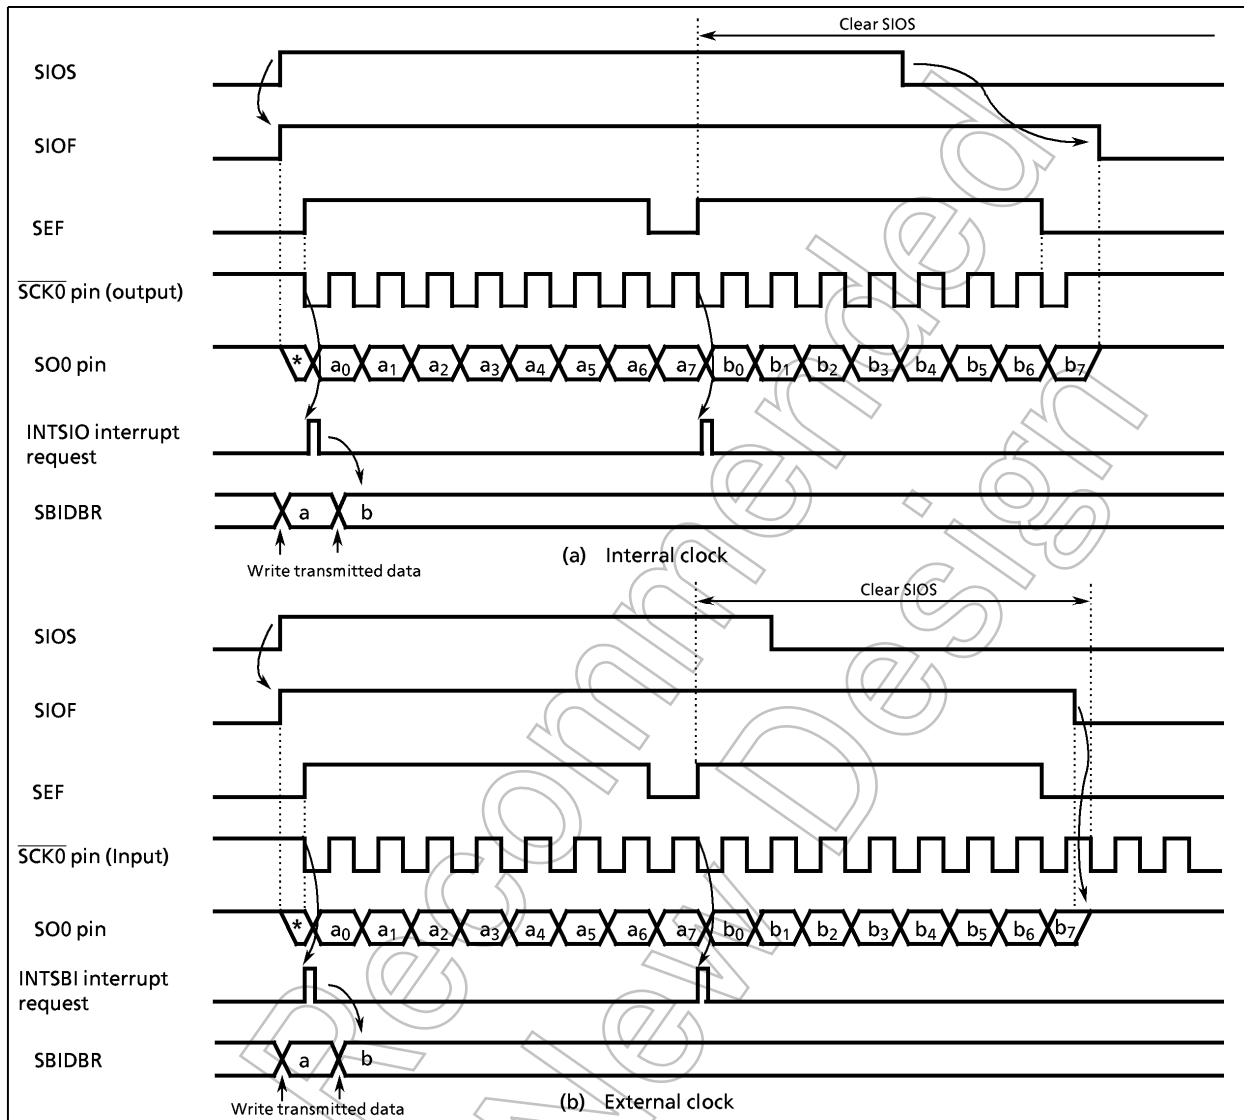 Clear SIOS
SIOS
SIOF
SEF
SCK0 pin (output)
SO0 pin
* a0 a1 a2 a3 a4 a5 a6 a7 b0 b1 b2 b3 b4 b5 b6 b7
INTSIO interrupt
request
SBIDBR
a b
Write transmitted data
(a) Interral clock
Clear SIOS
SIOS
SIOF
SEF
SCK0 pin (Input)
SO0 pin
* a0 a1 a2 a3 a4 a5 a6 a7 b0 b1 b2 b3 b4 b5 b6 b7
INTSBI interrupt
request
SBIDBR
a b
Write transmitted data
(b) External clock
Recommended
New Design